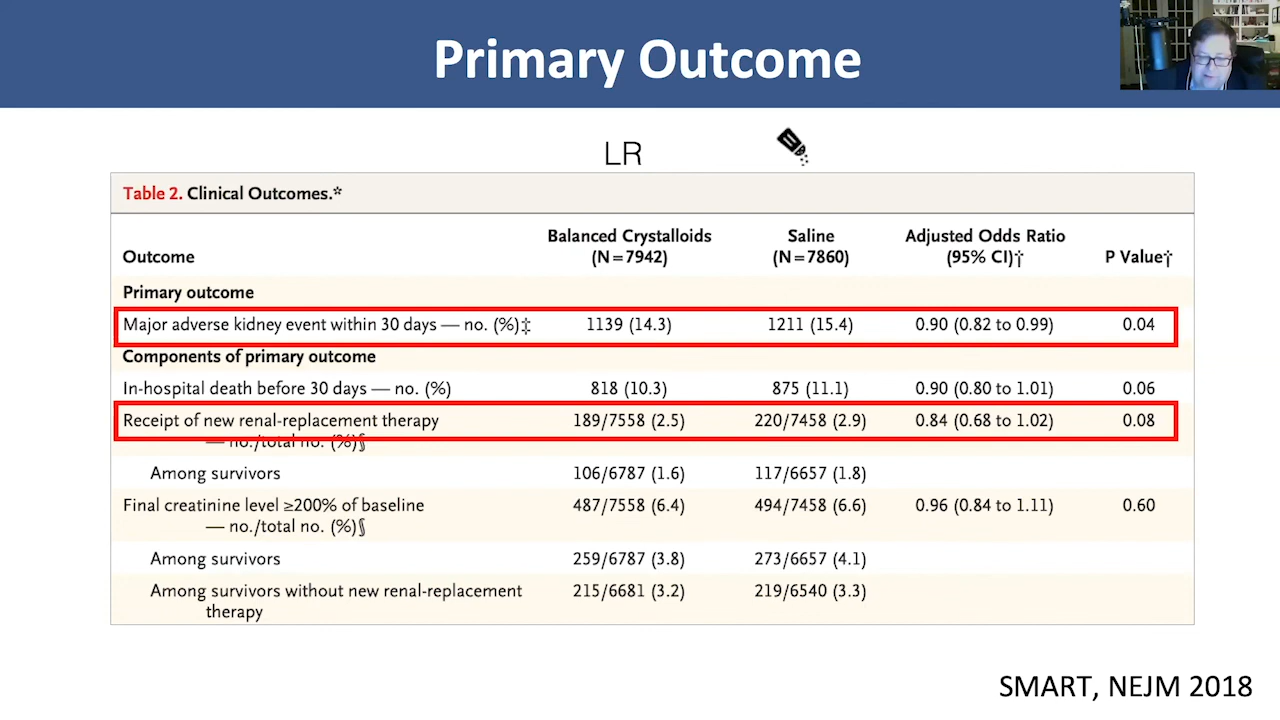 Primary Outcome
LR
Table 2. Clinical Outcomes.*
Outcome Balanced Crystalloids (N=7942) Saline (N=7860) Adjusted Odds Ratio (95% CI)† P Value†
Primary outcome
Major adverse kidney event within 30 days — no. (%)‡ 1139 (14.3) 1211 (15.4) 0.90 (0.82 to 0.99) 0.04
Components of primary outcome
In-hospital death before 30 days — no. (%) 818 (10.3) 875 (11.1) 0.90 (0.80 to 1.01) 0.06
Receipt of new renal-replacement therapy 189/7558 (2.5) 220/7458 (2.9) 0.84 (0.68 to 1.02) 0.08
— no./total no. (%)§
Among survivors 106/6787 (1.6) 117/6657 (1.8)
Final creatinine level ≥200% of baseline 487/7558 (6.4) 494/7458 (6.6) 0.96 (0.84 to 1.11) 0.60
— no./total no. (%)§
Among survivors 259/6787 (3.8) 273/6657 (4.1)
Among survivors without new renal-replacement 215/6681 (3.2) 219/6540 (3.3)
therapy
SMART, NEJM 2018